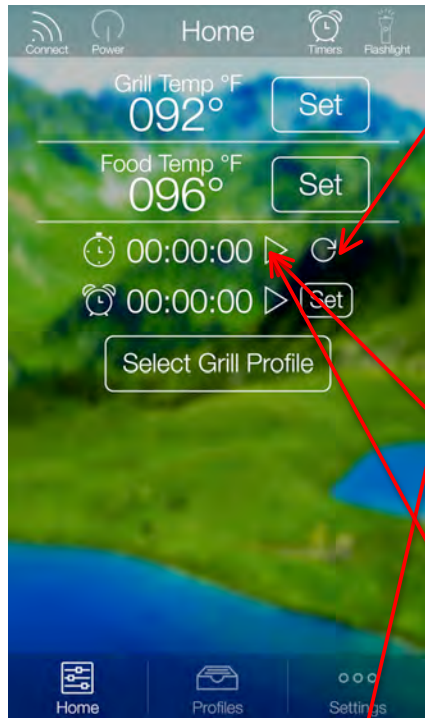 Home
Connect Power Timers Flashlight
Grill Temp °F
092° Set
Food Temp °F
096° Set
00:00:00
00:00:00 Set
Select Grill Profile
Home Profiles Settings